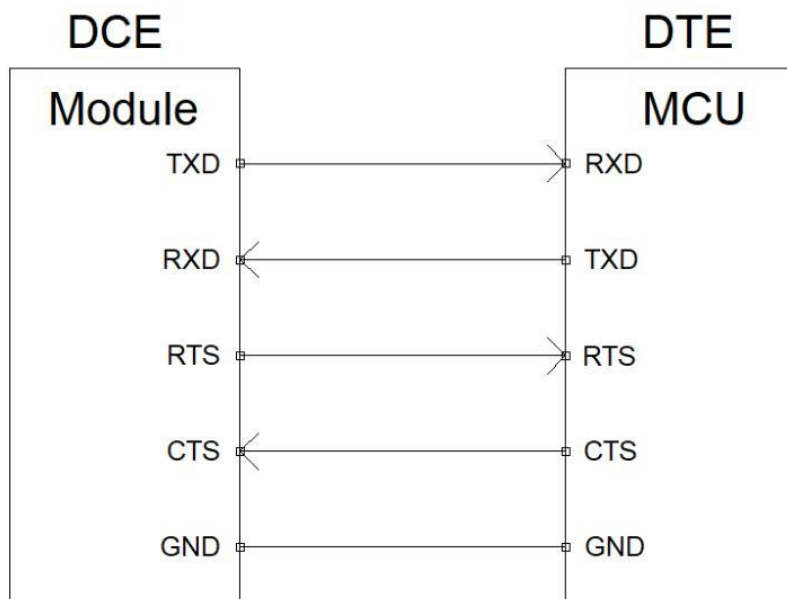 DCE DTE
Module MCU
TXD RXD
RXD TXD
RTS RTS
CTS CTS
GND GND